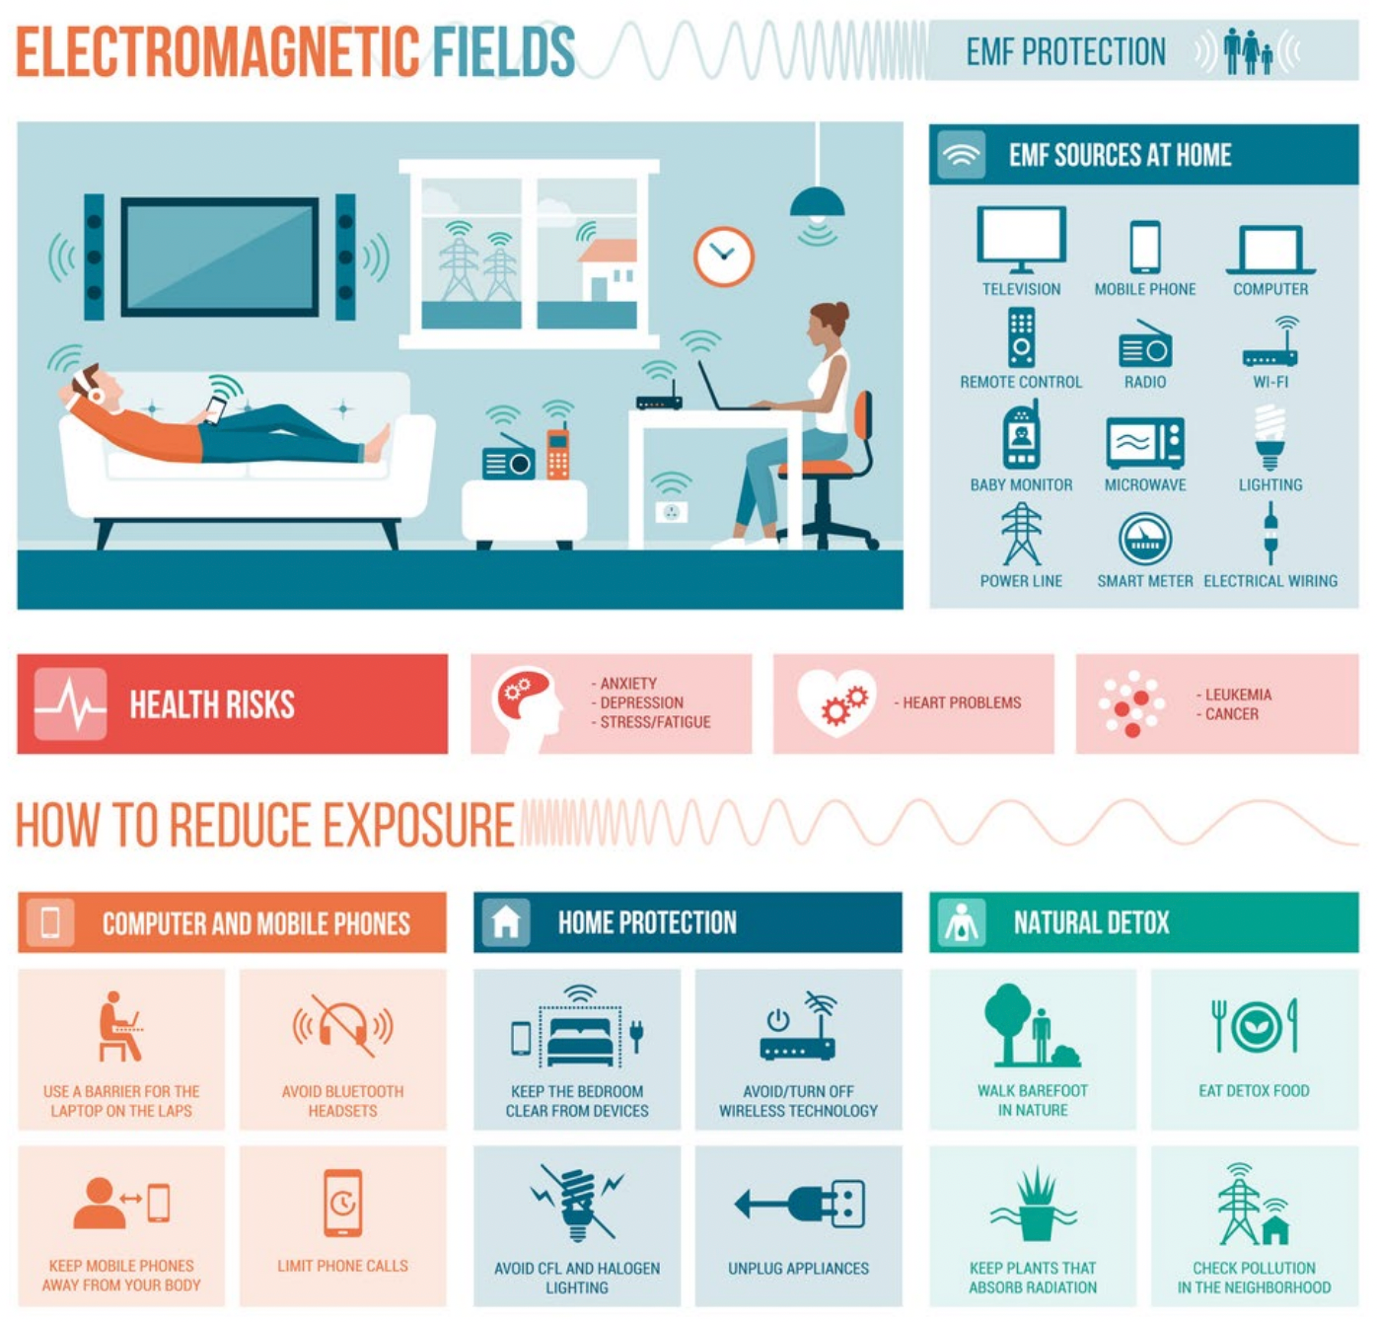 ELECTROMAGNETIC FIELDS
EMF PROTECTION
EMF SOURCES AT HOME
TELEVISION
MOBILE PHONE
COMPUTER
REMOTE CONTROL
RADIO
WI-FI
BABY MONITOR
MICROWAVE
LIGHTING
POWER LINE
SMART METER
ELECTRICAL WIRING
HEALTH RISKS
- ANXIETY
- DEPRESSION
- STRESS/FATIGUE
- HEART PROBLEMS
- LEUKEMIA
- CANCER
HOW TO REDUCE EXPOSURE
COMPUTER AND MOBILE PHONES
USE A BARRIER FOR THE
LAPTOP ON THE LAPS
AVOID BLUETOOTH
HEADSETS
KEEP MOBILE PHONES
AWAY FROM YOUR BODY
LIMIT PHONE CALLS
HOME PROTECTION
KEEP THE BEDROOM
CLEAR FROM DEVICES
AVOID/TURN OFF
WIRELESS TECHNOLOGY
AVOID CFL AND HALOGEN
LIGHTING
UNPLUG APPLIANCES
NATURAL DETOX
WALK BAREFOOT
IN NATURE
EAT DETOX FOOD
KEEP PLANTS THAT
ABSORB RADIATION
CHECK POLLUTION
IN THE NEIGHBORHOOD